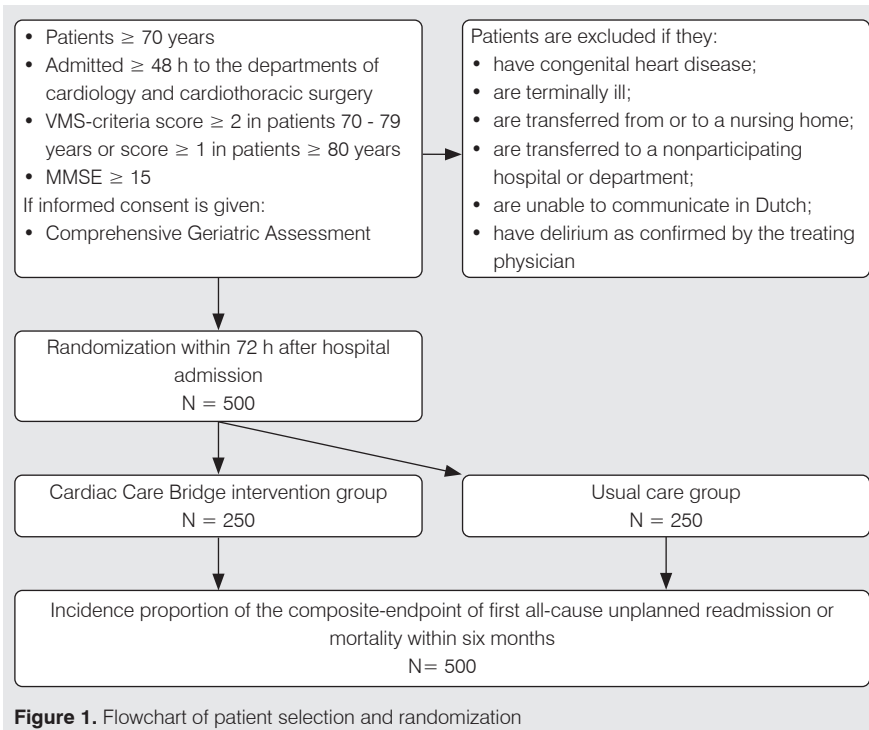 • Patients ≥ 70 years
• Admitted ≥ 48 h to the departments of
cardiology and cardiothoracic surgery
• VMS-criteria score ≥ 2 in patients 70 - 79
years or score ≥ 1 in patients ≥ 80 years
• MMSE ≥ 15
If informed consent is given:
• Comprehensive Geriatric Assessment
Patients are excluded if they:
• have congenital heart disease;
• are terminally ill;
• are transferred from or to a nursing home;
• are transferred to a nonparticipating
hospital or department;
• are unable to communicate in Dutch;
• have delirium as confirmed by the treating
physician
Randomization within 72 h after hospital
admission
N = 500
Cardiac Care Bridge intervention group
N = 250
Usual care group
N = 250
Incidence proportion of the composite-endpoint of first all-cause unplanned readmission or
mortality within six months
N= 500
Figure 1. Flowchart of patient selection and randomization